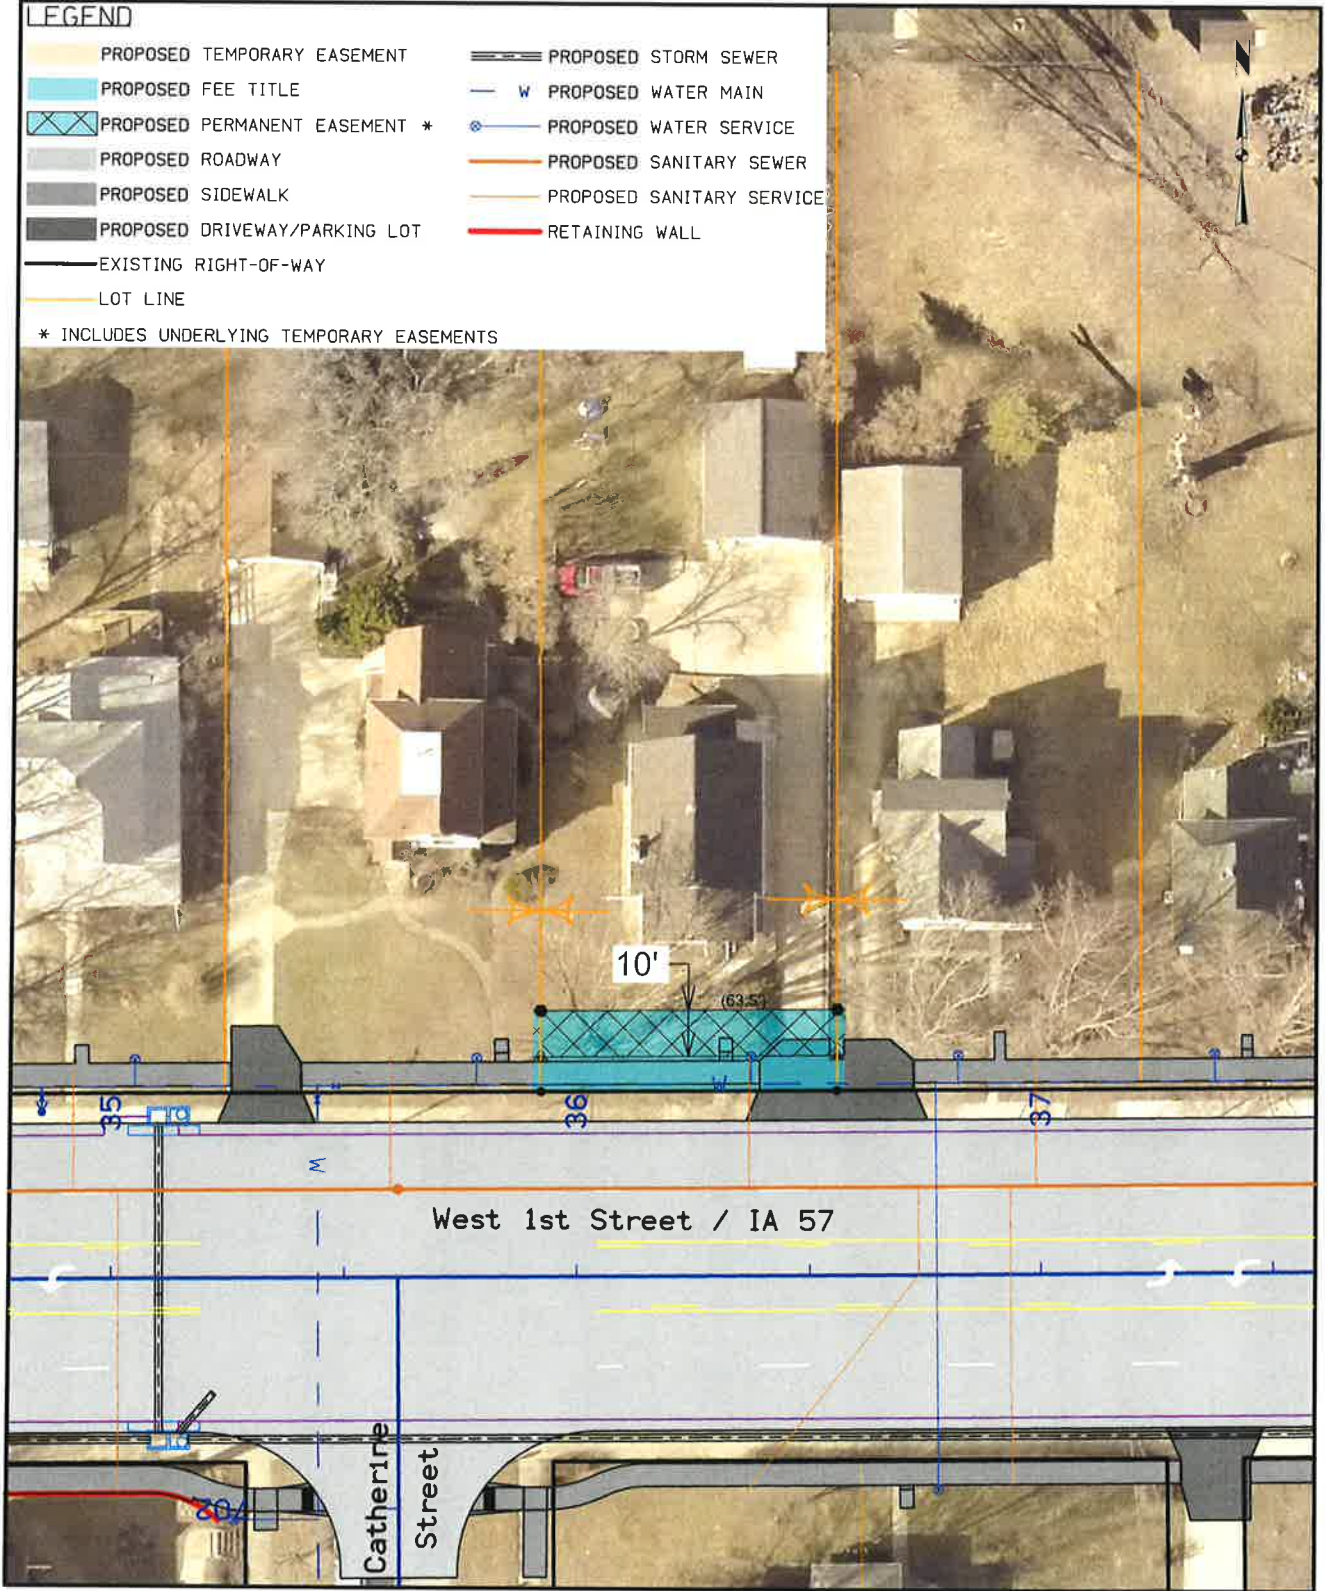 LEGEND
PROPOSED TEMPORARY EASEMENT
PROPOSED FEE TITLE
PROPOSED PERMANENT EASEMENT *
PROPOSED ROADWAY
PROPOSED SIDEWALK
PROPOSED DRIVEWAY/PARKING LOT
EXISTING RIGHT-OF-WAY
LOT LINE
* INCLUDES UNDERLYING TEMPORARY EASEMENTS
PROPOSED STORM SEWER
W PROPOSED WATER MAIN
PROPOSED WATER SERVICE
PROPOSED SANITARY SEWER
PROPOSED SANITARY SERVICE
RETAINING WALL
N
10'
(63.5')
W
35
36
37
W
West 1st Street / IA 57
Catherine
Street
702